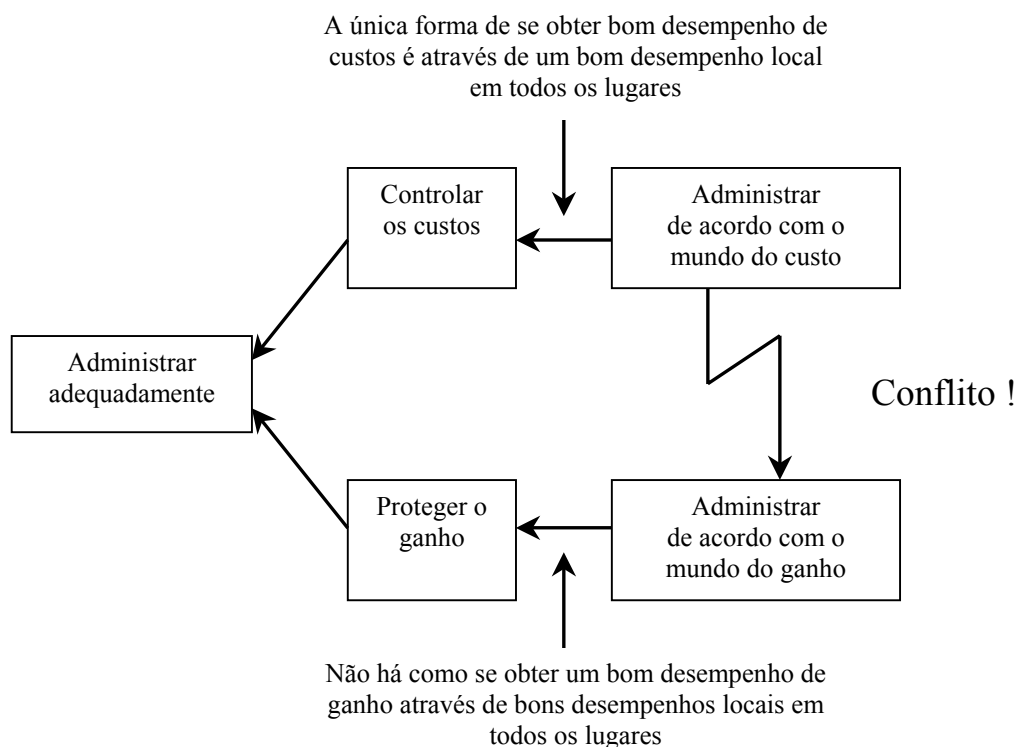 A única forma de se obter bom desempenho de
custos é através de um bom desempenho local
em todos os lugares
Controlar
os custos
Administrar
de acordo com o
mundo do custo
Administrar
adequadamente
Conflito !
Proteger o
ganho
Administrar
de acordo com o
mundo do ganho
Não há como se obter um bom desempenho de
ganho através de bons desempenhos locais em
todos os lugares